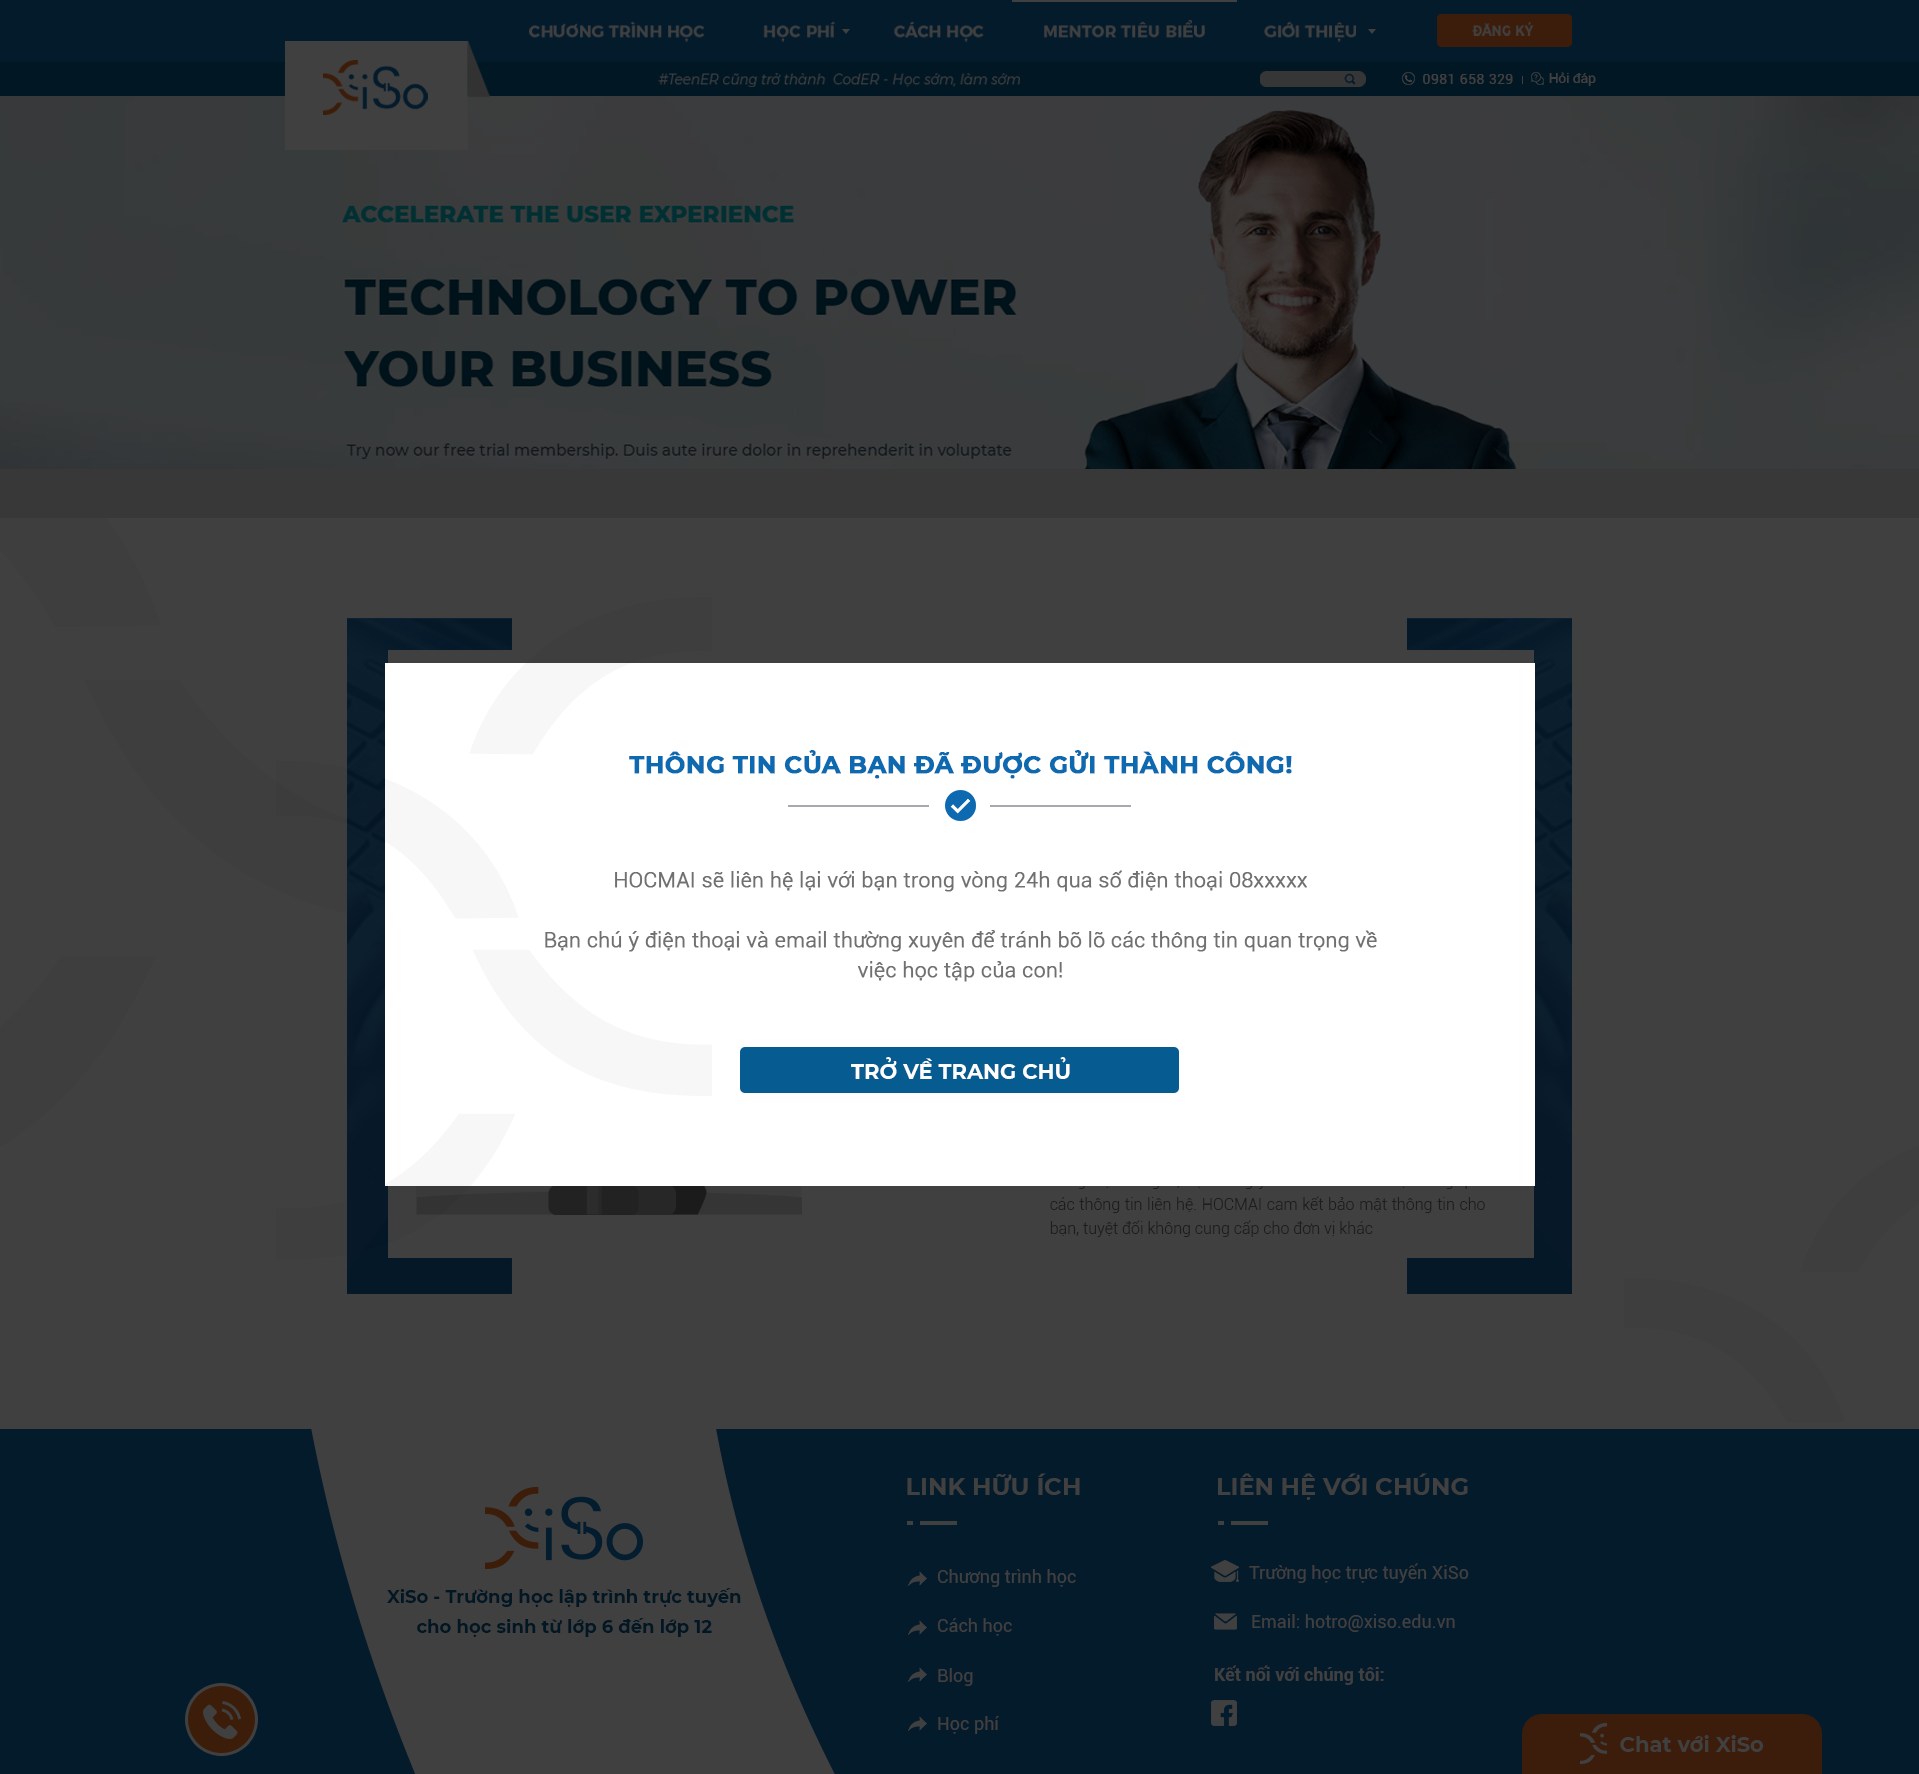 CHƯƠNG TRÌNH HỌC
HỌC PHÍ
CÁCH HỌC
MENTOR TIÊU BIỂU
GIỚI THIỆU
ĐĂNG KÝ
#TeenER cũng trở thành CodER - Học sớm, làm sớm
0981 658 329
Hỏi đáp
XiSo
ACCELERATE THE USER EXPERIENCE
TECHNOLOGY TO POWER
YOUR BUSINESS
Try now our free trial membership. Duis aute irure dolor in reprehenderit in voluptate
THÔNG TIN CỦA BẠN ĐÃ ĐƯỢC GỬI THÀNH CÔNG!
HOCMAI sẽ liên hệ lại với bạn trong vòng 24h qua số điện thoại 08xxxxx
Bạn chú ý điện thoại và email thường xuyên để tránh bõ lõ các thông tin quan trọng về
việc học tập của con!
TRỞ VỀ TRANG CHỦ
các thông tin liên hệ. HOCMAI cam kết bảo mật thông tin cho
bạn, tuyệt đối không cung cấp cho đơn vị khác
XiSo
XiSo - Trường học lập trình trực tuyến
cho học sinh từ lớp 6 đến lớp 12
LINK HỮU ÍCH
Chương trình học
Cách học
Blog
Học phí
LIÊN HỆ VỚI CHÚNG
Trường học trực tuyến XiSo
Email: hotro@xiso.edu.vn
Kết nối với chúng tôi:
Chat với XiSo